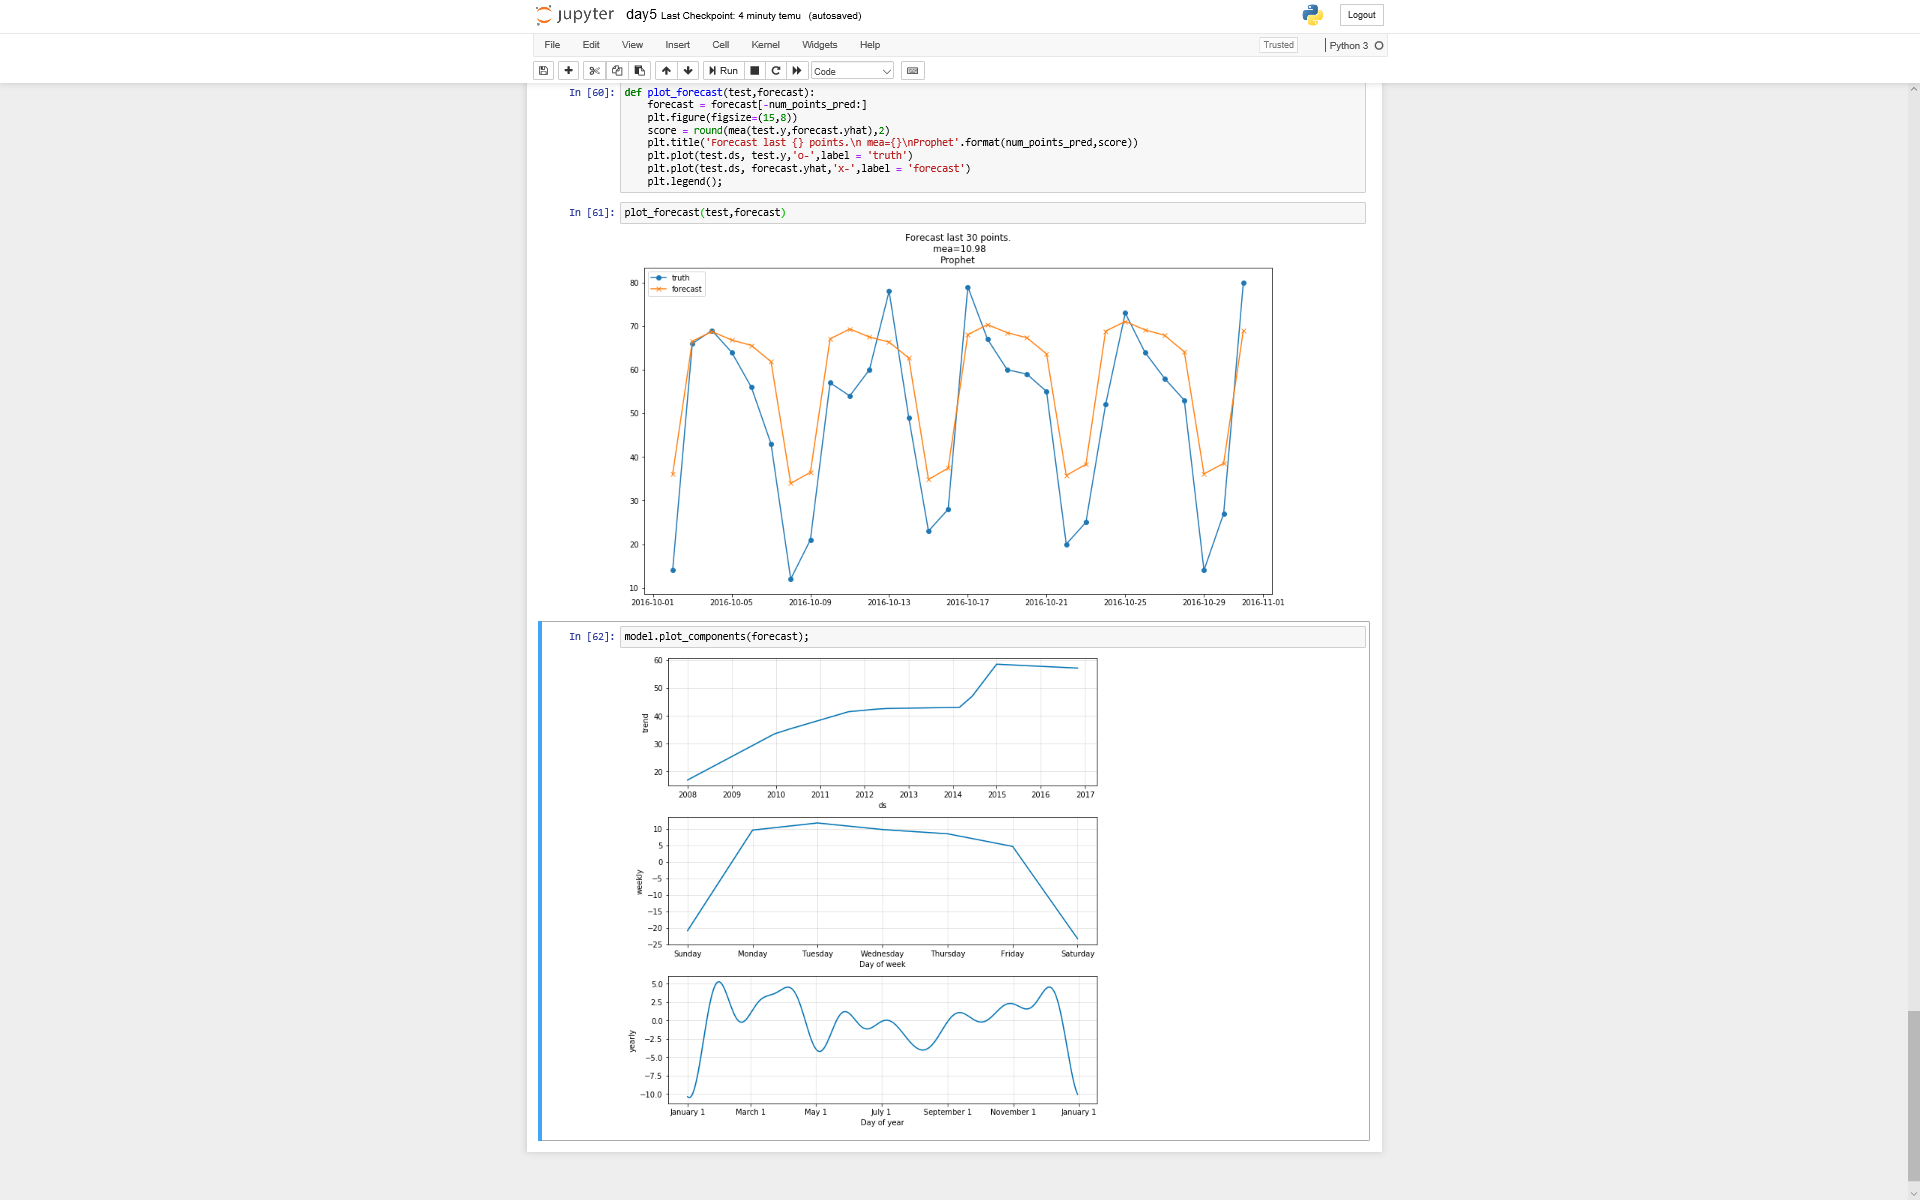 jupyter day5 Last Checkpoint: 4 minuty temu (autosaved) Logout
File Edit View Insert Cell Kernel Widgets Help Trusted Python 3
Run Code
In [60]: def plot_forecast(test,forecast):
forecast = forecast[-num_points_pred:]
plt.figure(figsize=(15,8))
score = round(mea(test.y,forecast.yhat),2)
plt.title('Forecast last {} points.\n mea={}\nProphet'.format(num_points_pred,score))
plt.plot(test.ds, test.y,'o-',label = 'truth')
plt.plot(test.ds, forecast.yhat,'x-',label = 'forecast')
plt.legend();
In [61]: plot_forecast(test,forecast)
Forecast last 30 points.
mea=10.98
Prophet
truth
forecast
80
70
60
50
40
30
20
10
2016-10-01 2016-10-05 2016-10-09 2016-10-13 2016-10-17 2016-10-21 2016-10-25 2016-10-29 2016-11-01
In [62]: model.plot_components(forecast);
60
50
40
30
20
trend
2008 2009 2010 2011 2012 2013 2014 2015 2016 2017
ds
10
5
0
−5
−10
−15
−20
−25
weekly
Sunday Monday Tuesday Wednesday Thursday Friday Saturday
Day of week
5.0
2.5
0.0
−2.5
−5.0
−7.5
−10.0
yearly
January 1 March 1 May 1 July 1 September 1 November 1 January 1
Day of year